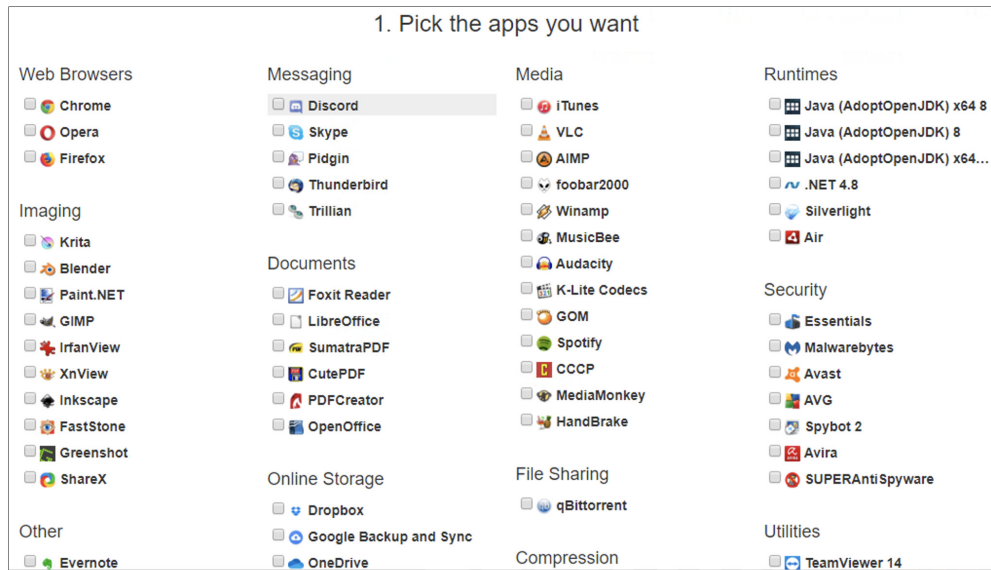 1. Pick the apps you want
Web Browsers
Chrome
Opera
Firefox
Imaging
Krita
Blender
Paint.NET
GIMP
IrfanView
XnView
Inkscape
FastStone
Greenshot
ShareX
Other
Evernote
Messaging
Discord
Skype
Pidgin
Thunderbird
Trillian
Documents
Foxit Reader
LibreOffice
SumatraPDF
CutePDF
PDFCreator
OpenOffice
Online Storage
Dropbox
Google Backup and Sync
OneDrive
Media
iTunes
VLC
AIMP
foobar2000
Winamp
MusicBee
Audacity
K-Lite Codecs
GOM
Spotify
CCCP
MediaMonkey
HandBrake
File Sharing
qBittorrent
Compression
Runtimes
Java (AdoptOpenJDK) x64 8
Java (AdoptOpenJDK) 8
Java (AdoptOpenJDK) x64...
.NET 4.8
Silverlight
Air
Security
Essentials
Malwarebytes
Avast
AVG
Spybot 2
Avira
SUPERAntiSpyware
Utilities
TeamViewer 14